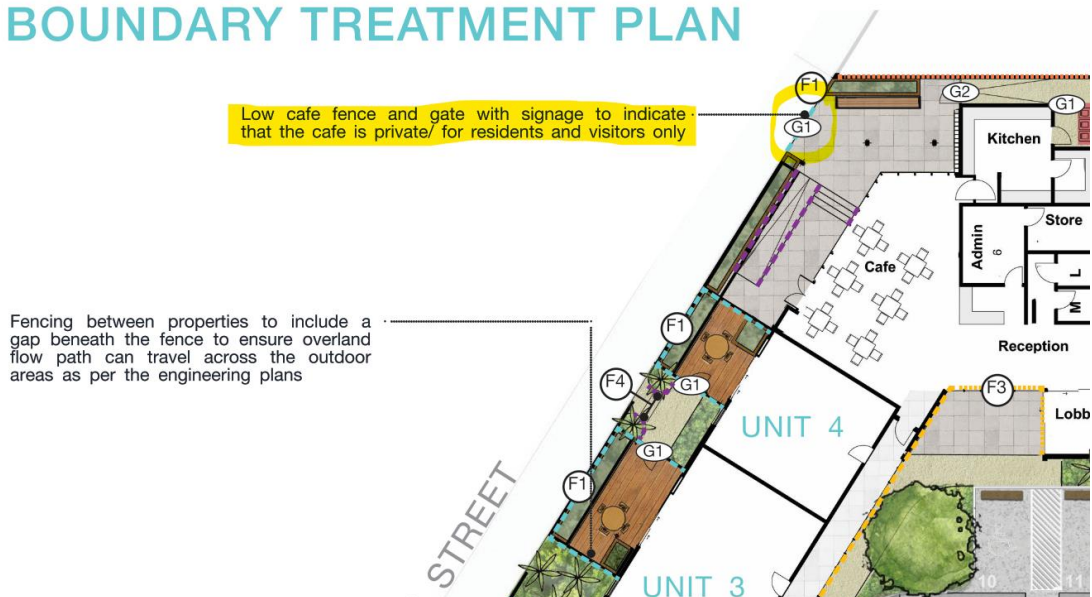 BOUNDARY TREATMENT PLAN
Low cafe fence and gate with signage to indicate
that the cafe is private/ for residents and visitors only
F1
G1
G2
G1
Kitchen
Store
Admin
6
Cafe
L
M
Reception
Fencing between properties to include a
gap beneath the fence to ensure overland
flow path can travel across the outdoor
areas as per the engineering plans
F1
F4
G1
G1
F1
F3
Lobb
UNIT 4
UNIT 3
STREET
10
11